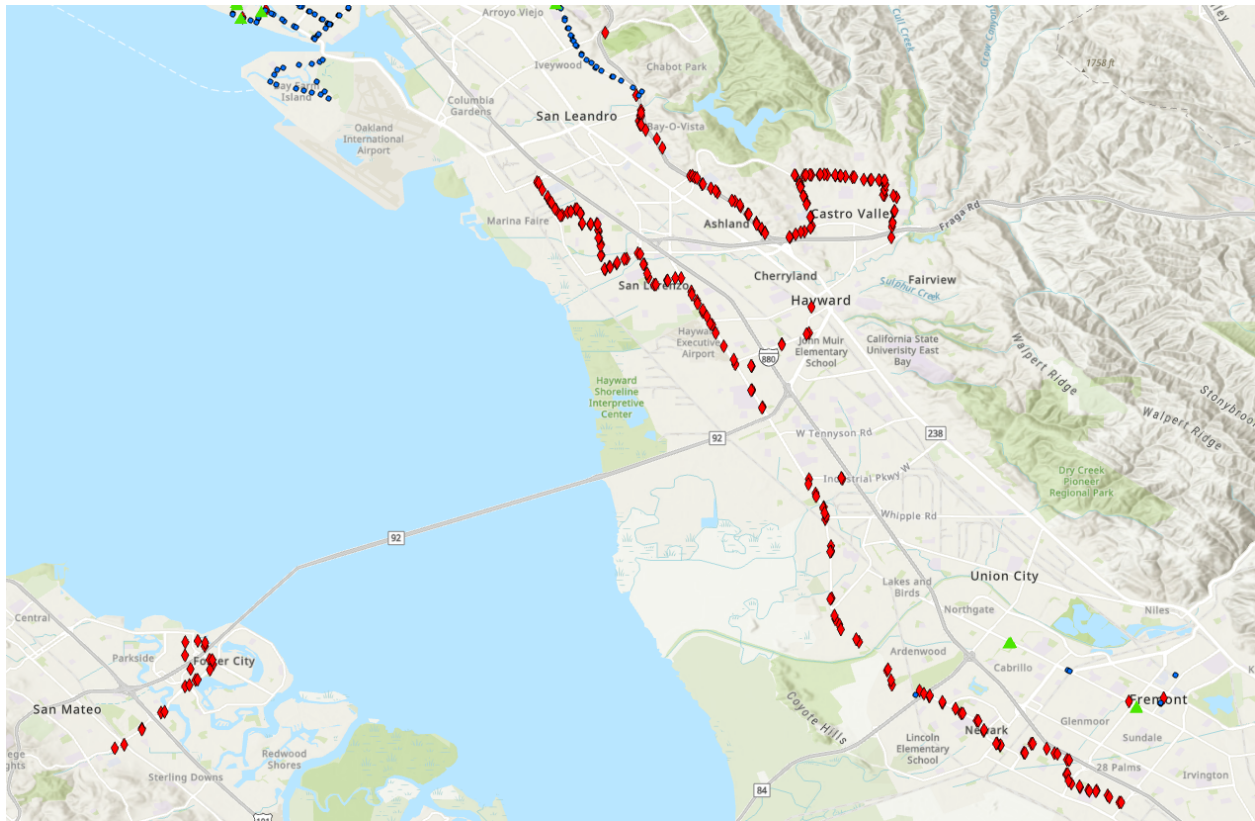 Arroyo Viejo
Cull Creek
Iveywood
Chabot Park
1758 ft
Bay Farm
Island
Columbia
Gardens
San Leandro
Bay-O-Vista
Oakland
International
Airport
Marina Faire
Ashland
Castro Valley
Fraga Rd
Cherryland
Fairview
San Lorenzo
Hayward
Sulphur Creek
Hayward
Executive
Airport
880
John Muir
Elementary
School
California State
University East
Bay
Walpert Ridge
Stonybrook
Hayward
Shoreline
Interpretive
Center
Walpert Ridge
92
W Tennyson Rd
238
Industrial Pkwy W
Dry Creek
Pioneer
Regional Park
Whipple Rd
92
Union City
Lakes and
Birds
Northgate
Niles
Central
Parkside
Foster City
Ardenwood
Cabrillo
San Mateo
Coyote Hills
Fremont
Glenmoor
Newark
Sundale
Lincoln
Elementary
School
Redwood
Shores
28 Palms
Irvington
Sterling Downs
84
101